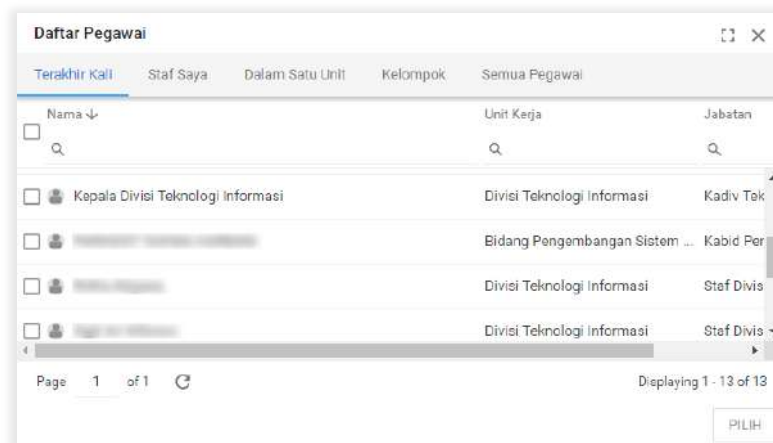 Daftar Pegawai
Terakhir Kali Staf Saya Dalam Satu Unit Kelompok Semua Pegawai
Nama Unit Kerja Jabatan
Kepala Divisi Teknologi Informasi Divisi Teknologi Informasi Kadiv Tek
Bidang Pengembangan Sistem ... Kabid Per
Divisi Teknologi Informasi Staf Divis
Divisi Teknologi Informasi Staf Divis
Page 1 of 1 Displaying 1 - 13 of 13
PILIH